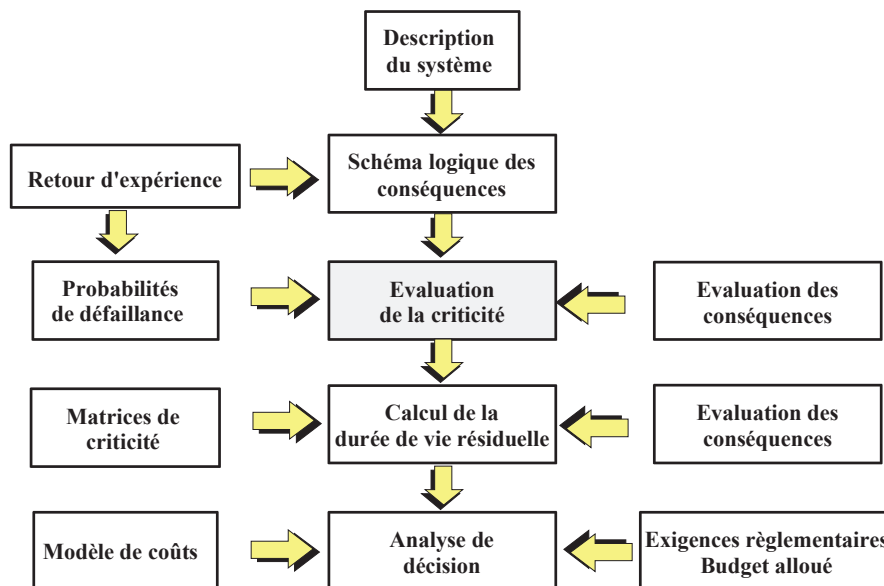 Description
du système
Retour d'expérience
Schéma logique des
conséquences
Probabilités
de défaillance
Evaluation
de la criticité
Evaluation des
conséquences
Matrices de
criticité
Calcul de la
durée de vie résiduelle
Evaluation des
conséquences
Modèle de coûts
Analyse de
décision
Exigences règlementaires
Budget alloué